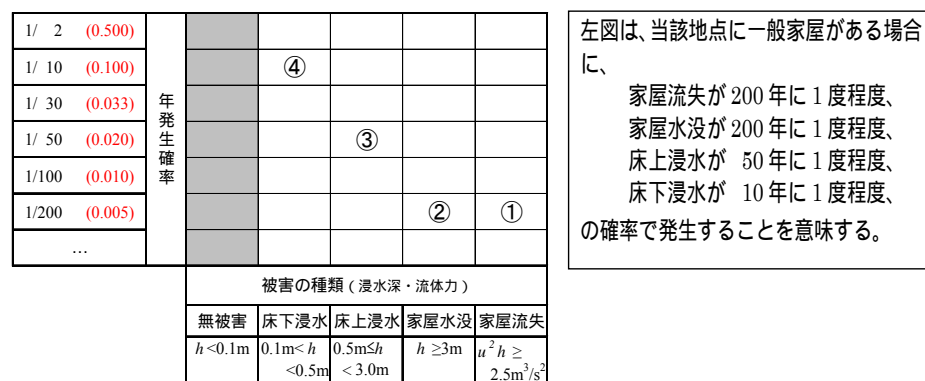 1/ 2 (0.500)
1/ 10 (0.100) ④
1/ 30 (0.033)
1/ 50 (0.020) ③
1/100 (0.010)
1/200 (0.005) ② ①
…
年発生確率
被害の種類(浸水深・流体力)
無被害 床下浸水 床上浸水 家屋水没 家屋流失
h<0.1m 0.1m<h 0.5m≤h h ≥3m u²h ≥
<0.5m <3.0m 2.5m³/s²
左図は、当該地点に一般家屋がある場合
に、
家屋流失が 200 年に 1 度程度、
家屋水没が 200 年に 1 度程度、
床上浸水が 50 年に 1 度程度、
床下浸水が 10 年に 1 度程度、
の確率で発生することを意味する。